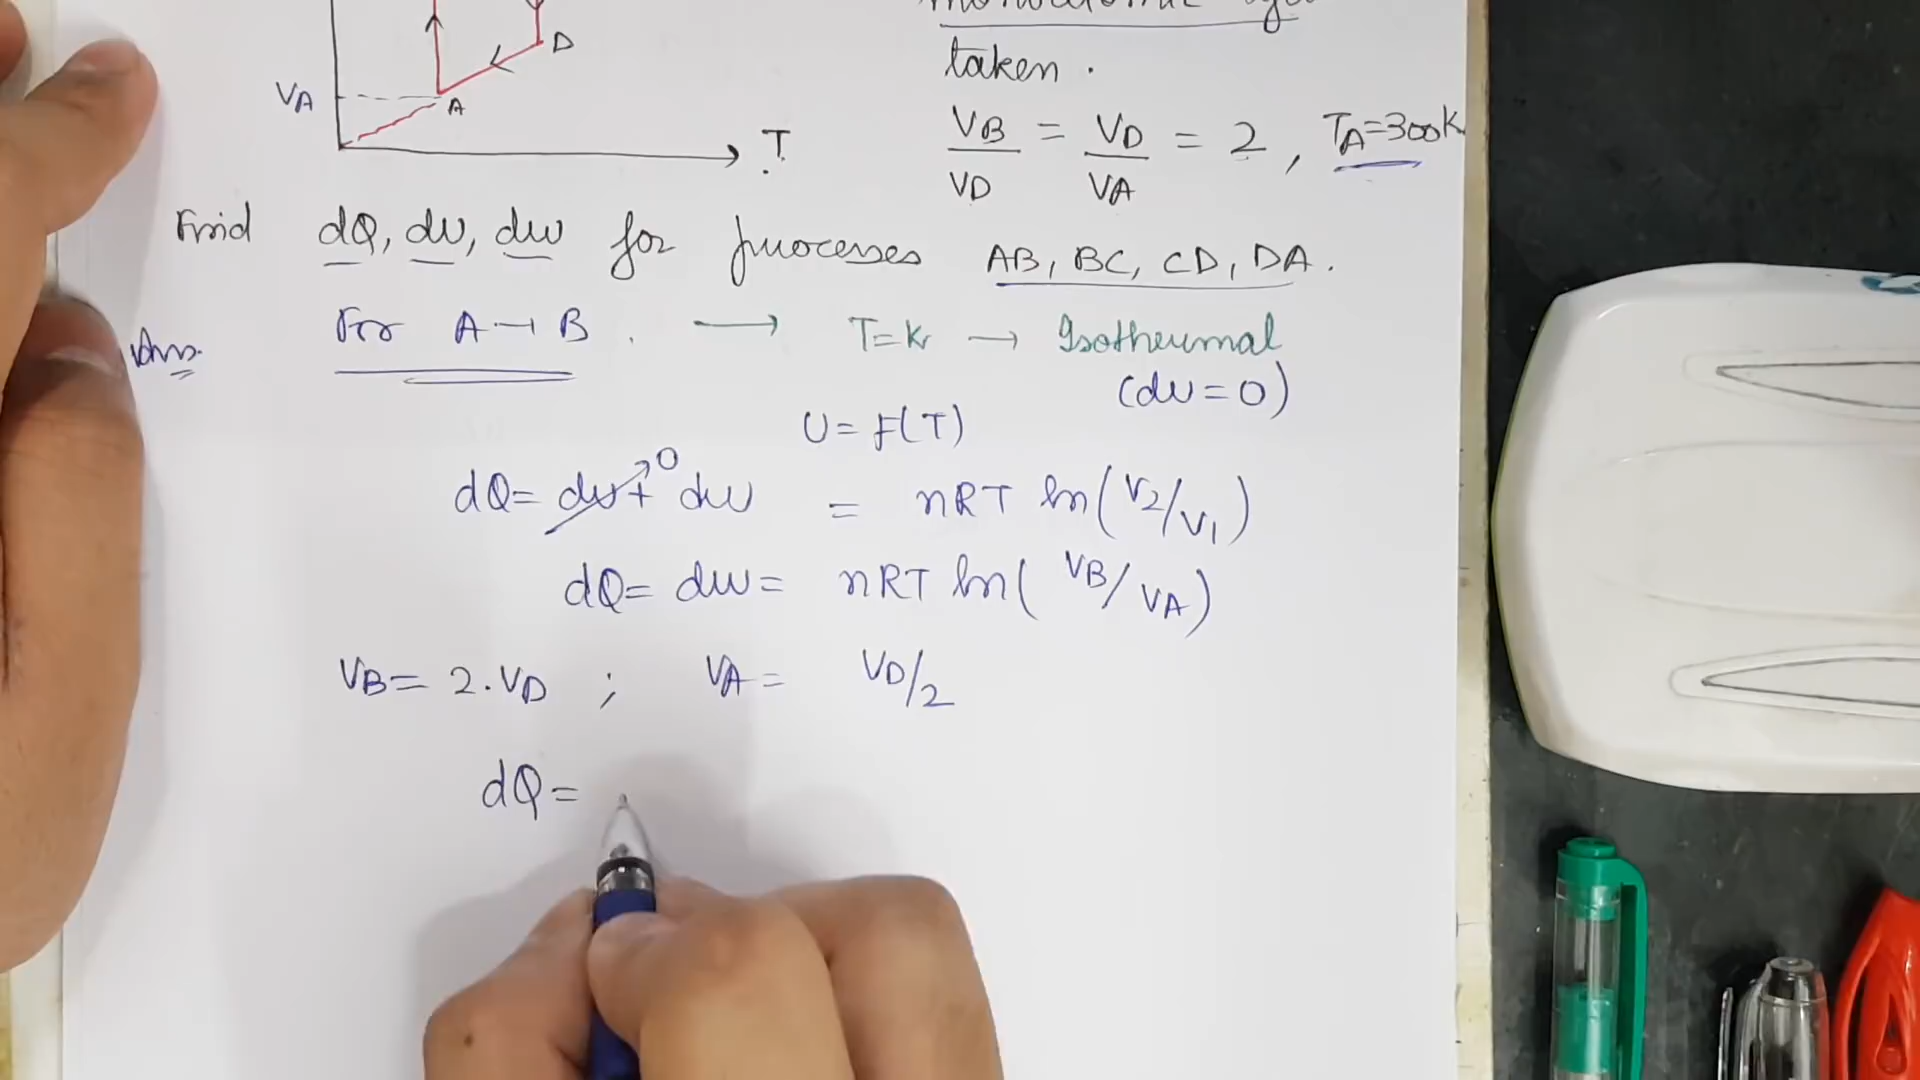 D
VA
A
T
taken.
VB/VD = VD/VA = 2, TA=300K
Find dQ, dU, dW for processes AB, BC, CD, DA.
Ans. For A→B. → T=K → Isothermal
(dU=0)
U= F(T)
dQ= dU+ 0 dW = nRT ln(V2/V1)
dQ= dW= nRT ln(VB/VA)
VB= 2.VD ; VA= VD/2
dQ=